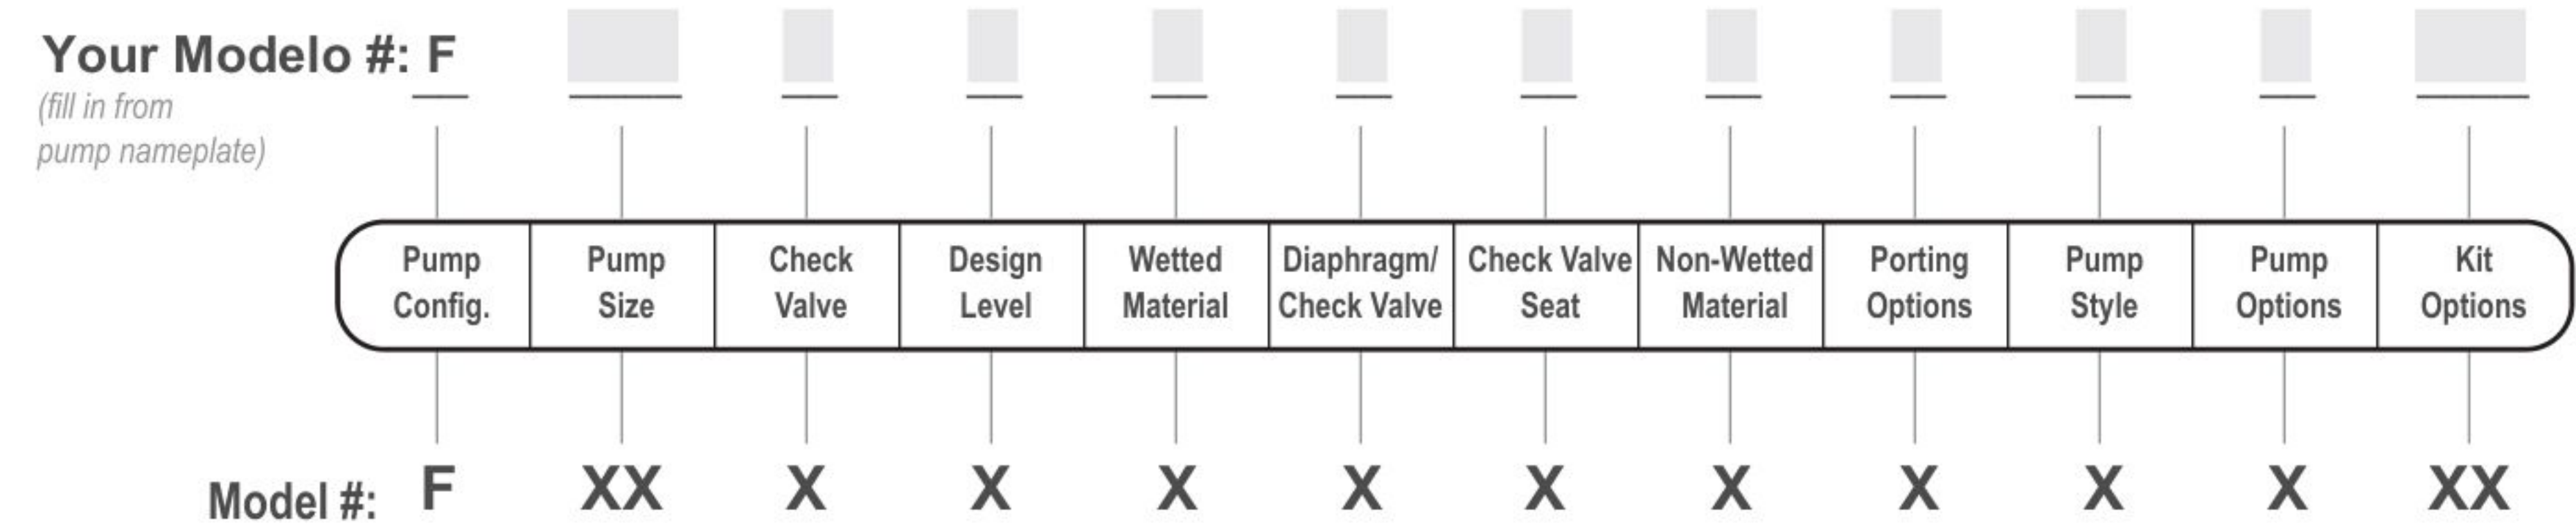 Your Modelo #: F
(fill in from
pump nameplate)
Pump Config.
Pump Size
Check Valve
Design Level
Wetted Material
Diaphragm/ Check Valve
Check Valve Seat
Non-Wetted Material
Porting Options
Pump Style
Pump Options
Kit Options
Model #: F XX X X X X X X X X X XX